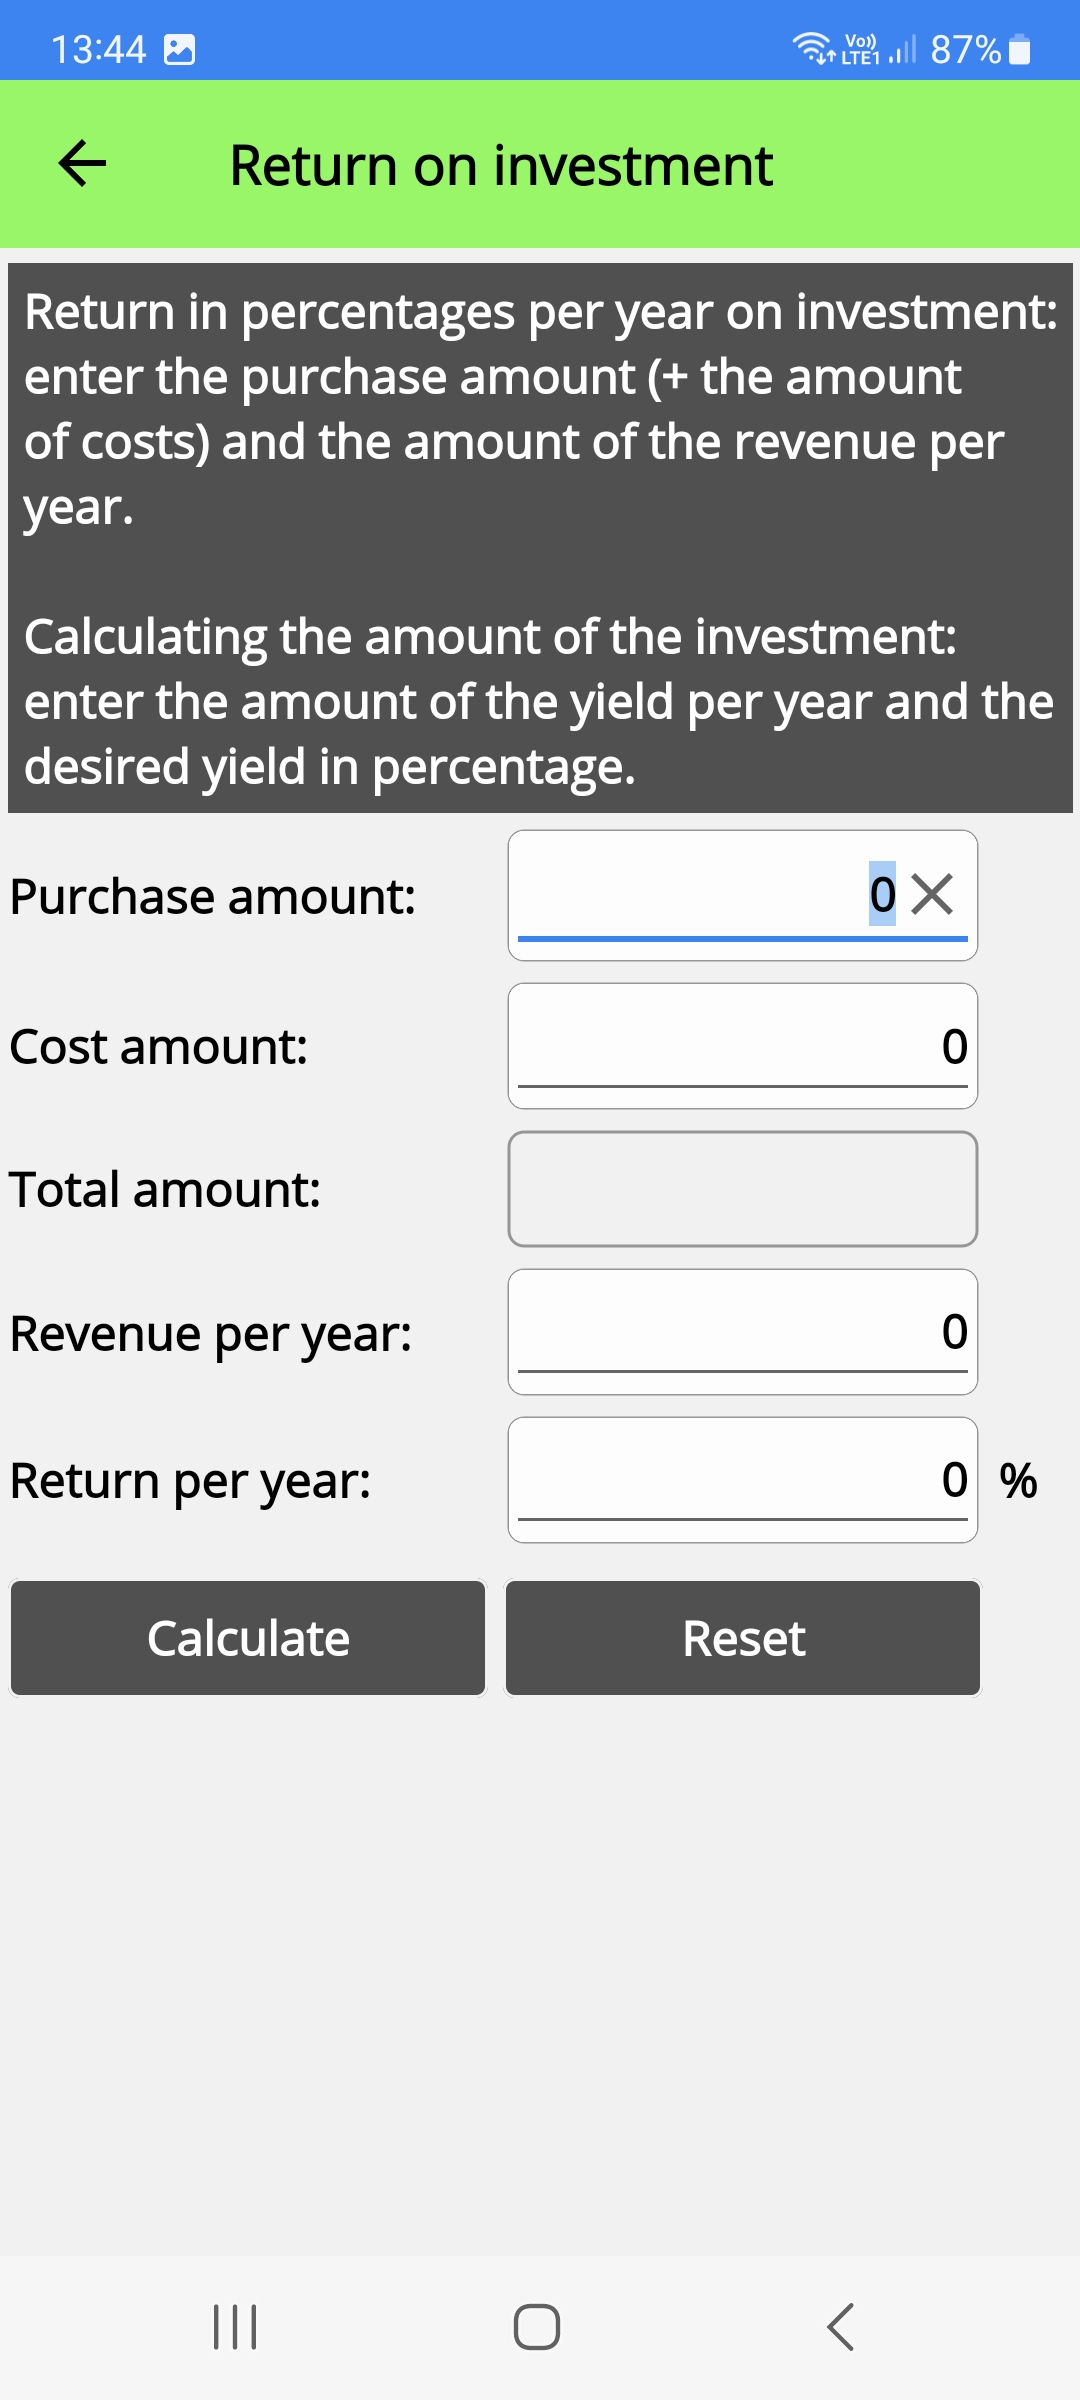 13:44 Vo)) LTE1 87%
Return on investment
Return in percentages per year on investment:
enter the purchase amount (+ the amount
of costs) and the amount of the revenue per
year.
Calculating the amount of the investment:
enter the amount of the yield per year and the
desired yield in percentage.
Purchase amount: 0
Cost amount: 0
Total amount:
Revenue per year: 0
Return per year: 0 %
Calculate Reset